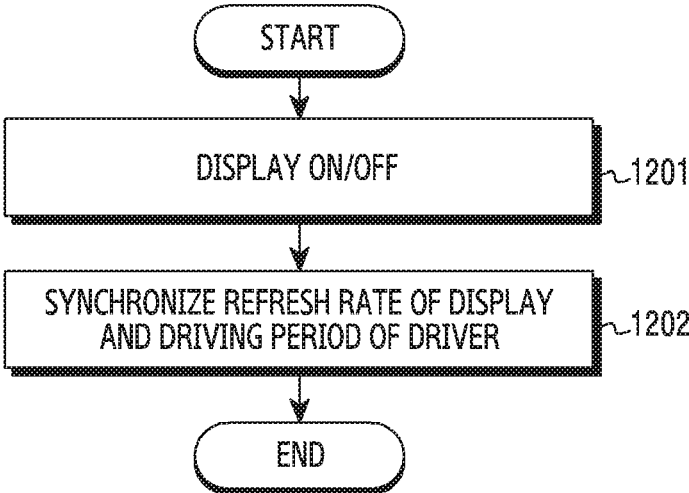 START
DISPLAY ON/OFF
1201
SYNCHRONIZE REFRESH RATE OF DISPLAY
AND DRIVING PERIOD OF DRIVER
1202
END